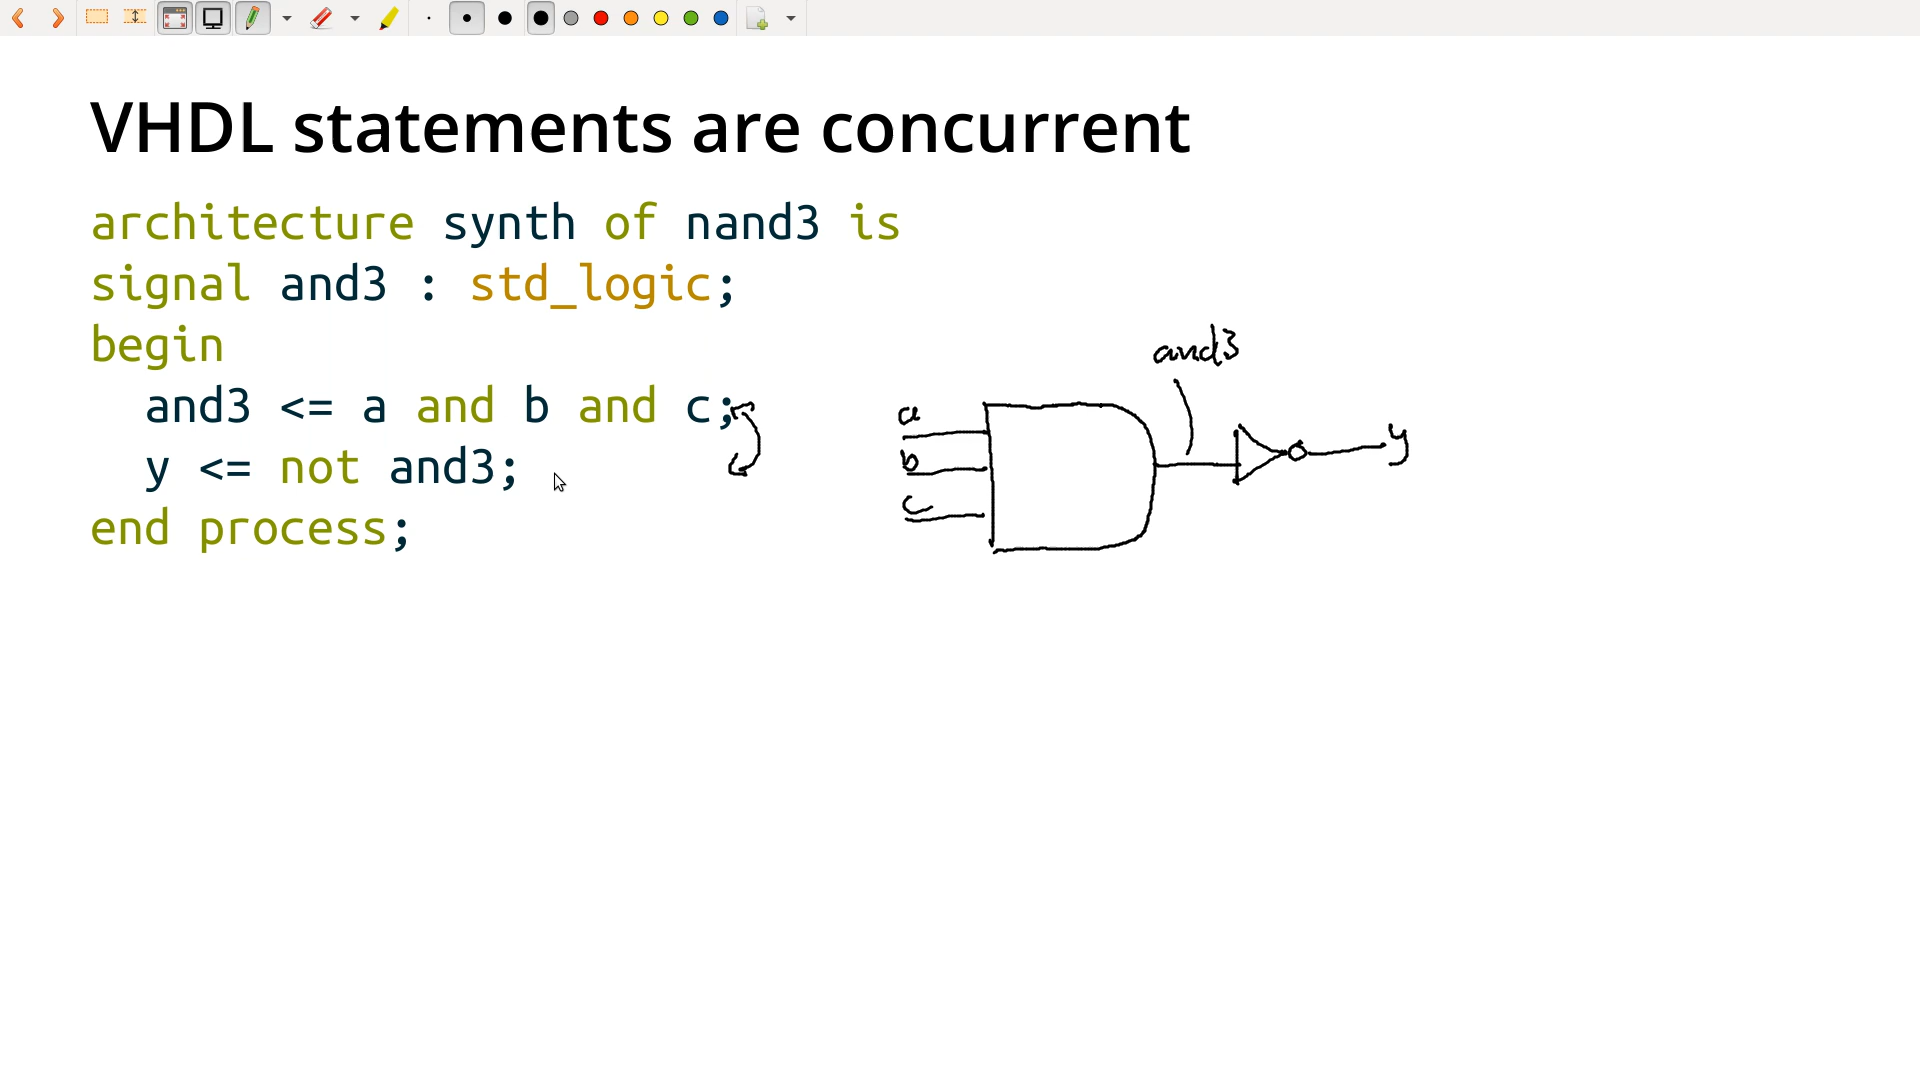 VHDL statements are concurrent
architecture synth of nand3 is
signal and3 : std_logic;
begin
and3 <= a and b and c;
y <= not and3;
end process;
and3
a
b
c
y